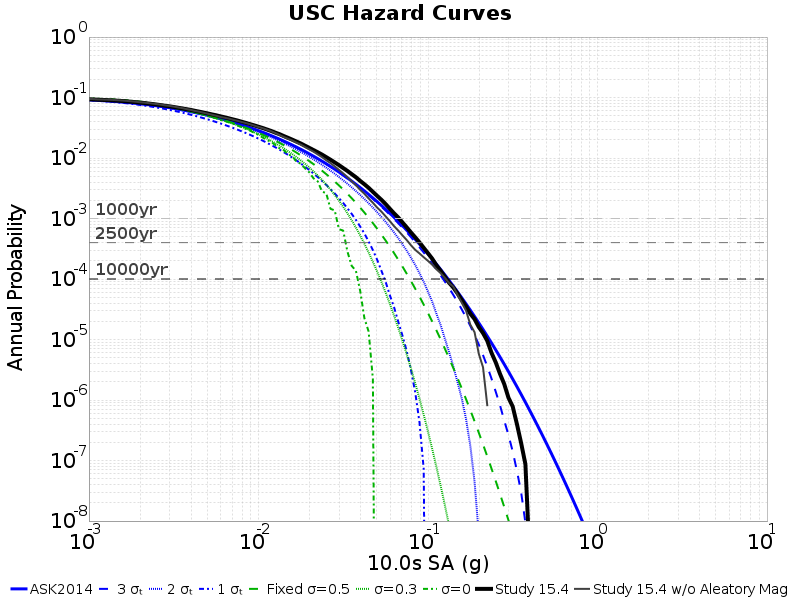 USC Hazard Curves
Annual Probability
10^0
10^-1
10^-2
10^-3
10^-4
10^-5
10^-6
10^-7
10^-8
1000yr
2500yr
10000yr
10^-3 10^-2 10^-1 10^0 10^1
10.0s SA (g)
ASK2014 3 σₜ 2 σₜ 1 σₜ Fixed σ=0.5 σ=0.3 σ=0 Study 15.4 Study 15.4 w/o Aleatory Mag